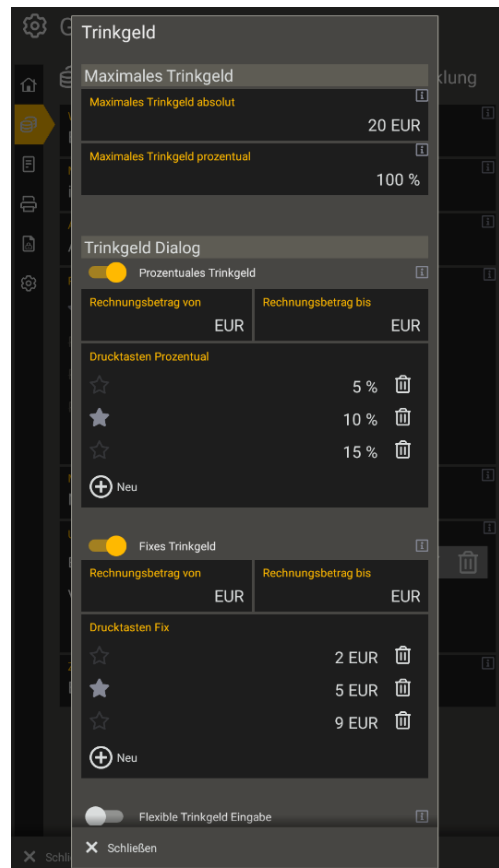 Trinkgeld
Maximales Trinkgeld
Maximales Trinkgeld absolut
20 EUR
Maximales Trinkgeld prozentual
100 %
Trinkgeld Dialog
Prozentuales Trinkgeld
Rechnungsbetrag von Rechnungsbetrag bis
EUR EUR
Drucktasten Prozentual
5 %
10 %
15 %
Neu
Fixes Trinkgeld
Rechnungsbetrag von Rechnungsbetrag bis
EUR EUR
Drucktasten Fix
2 EUR
5 EUR
9 EUR
Neu
Flexible Trinkgeld Eingabe
Schließen